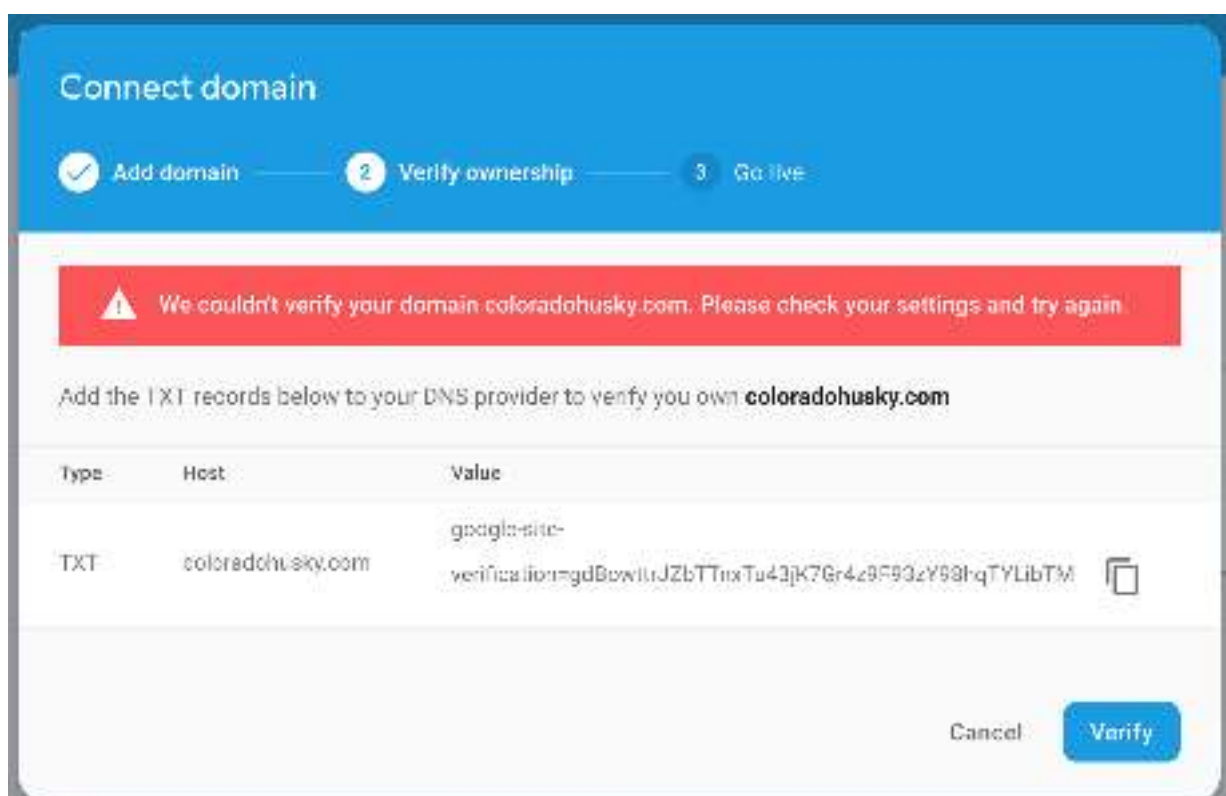 Connect domain
Add domain 2 Verify ownership 3 Go live
We couldn't verify your domain coloradohusky.com. Please check your settings and try again.
Add the TXT records below to your DNS provider to verify you own coloradohusky.com
Type Host Value
google-site-
TXT coloradohusky.com
Cancel Verify